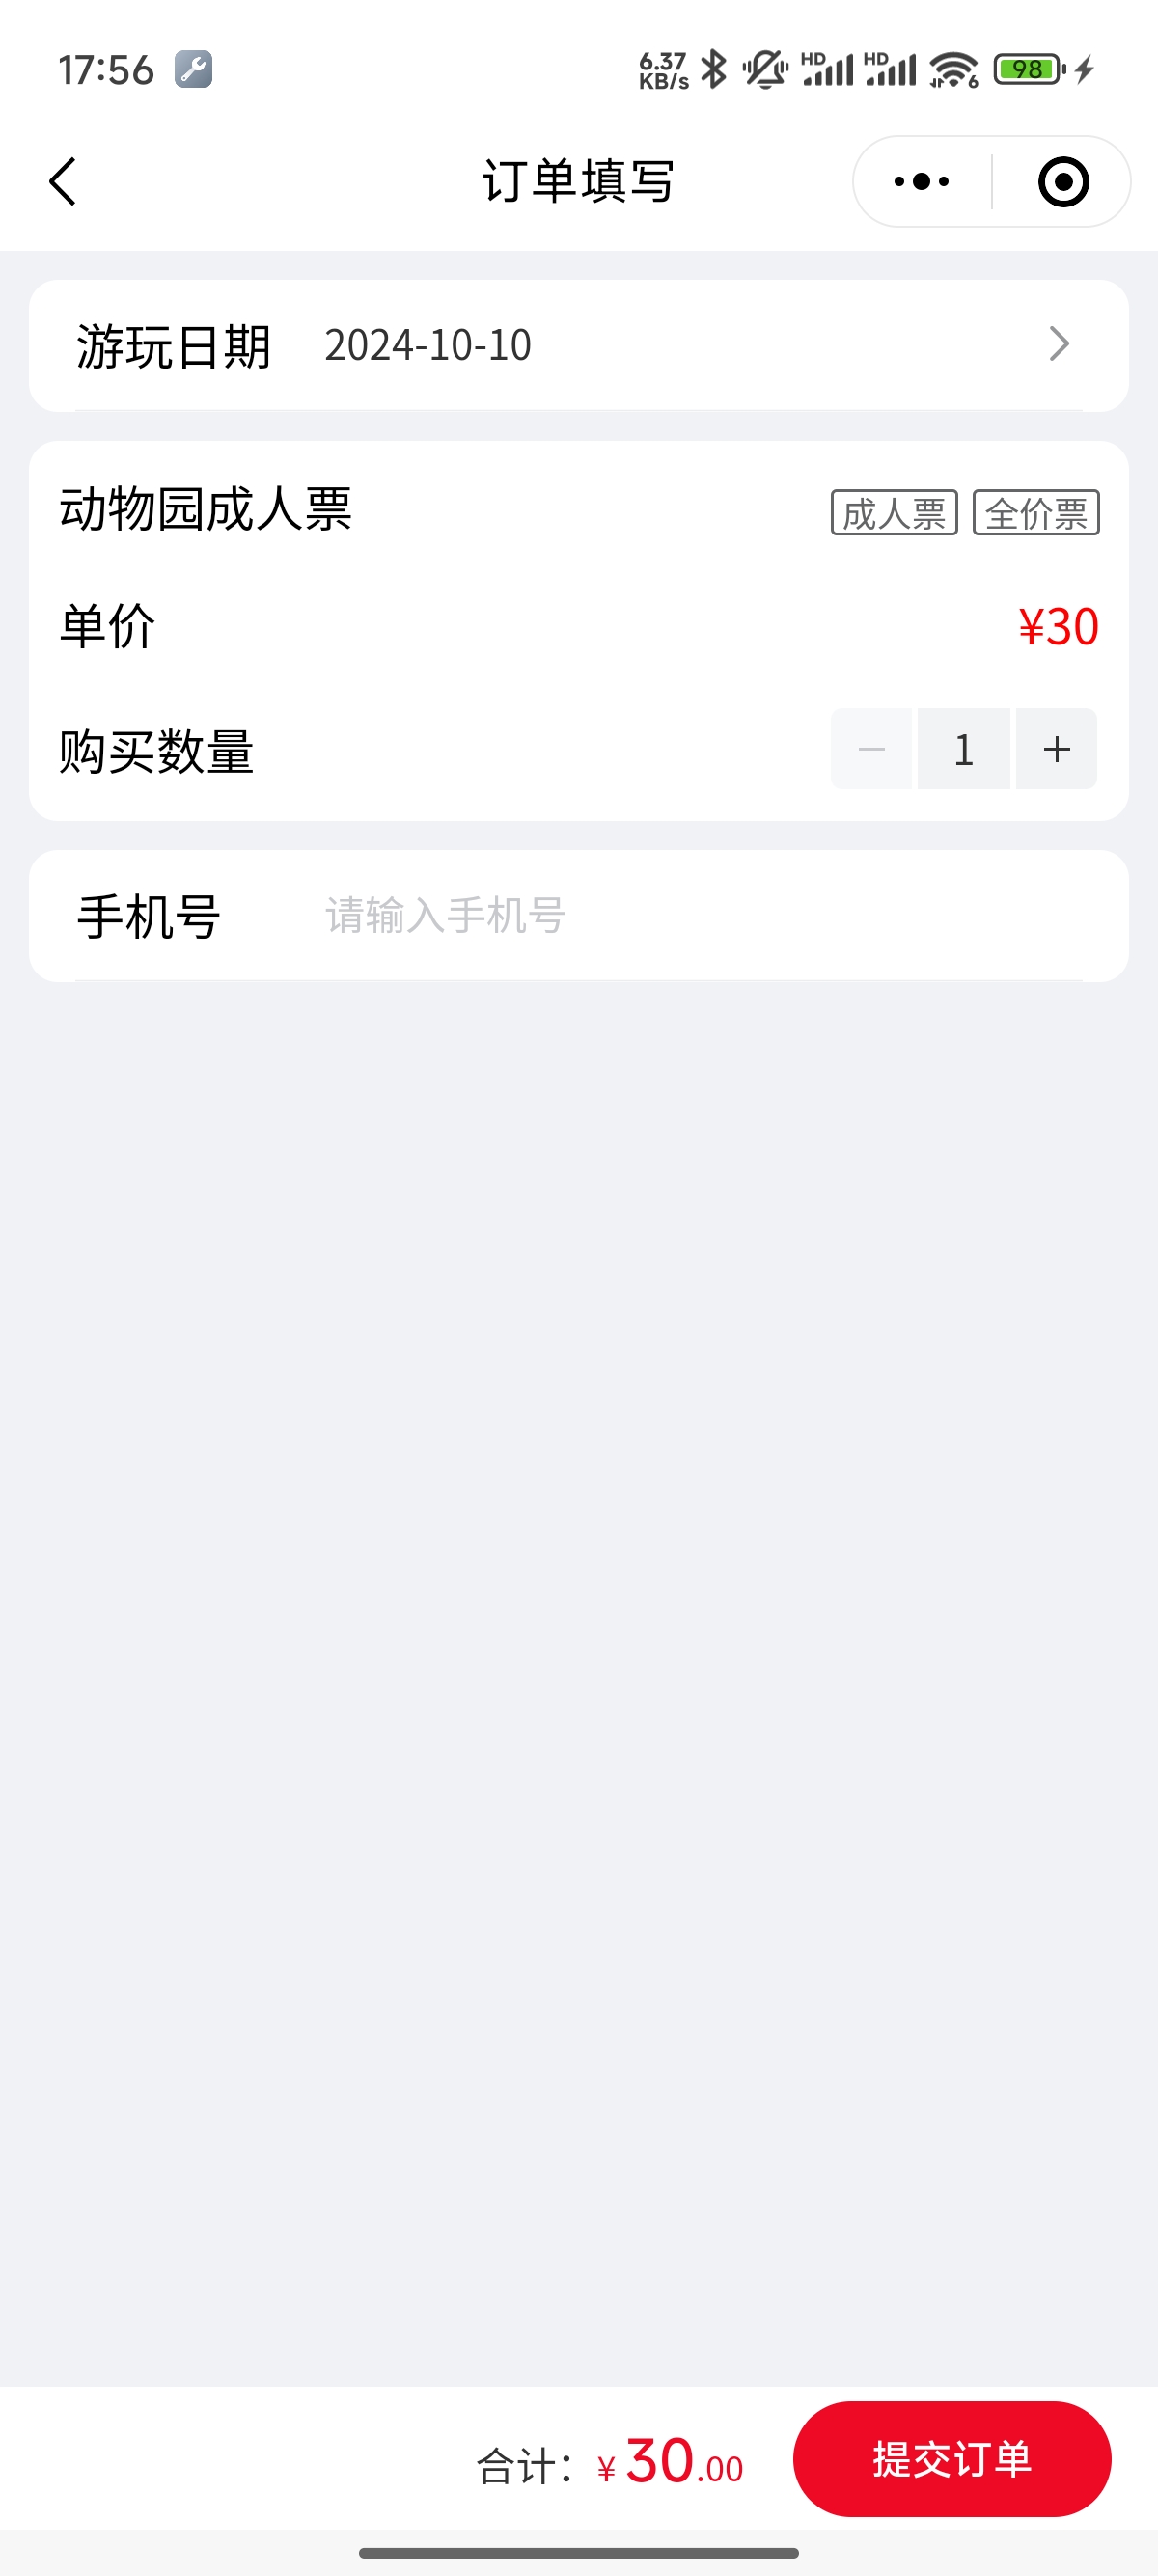 17:56 6.37 KB/s HD HD 6 98
订单填写
游玩日期 2024-10-10
动物园成人票 成人票 全价票
单价 ¥30
购买数量 1
手机号 请输入手机号
合计：¥ 30.00 提交订单